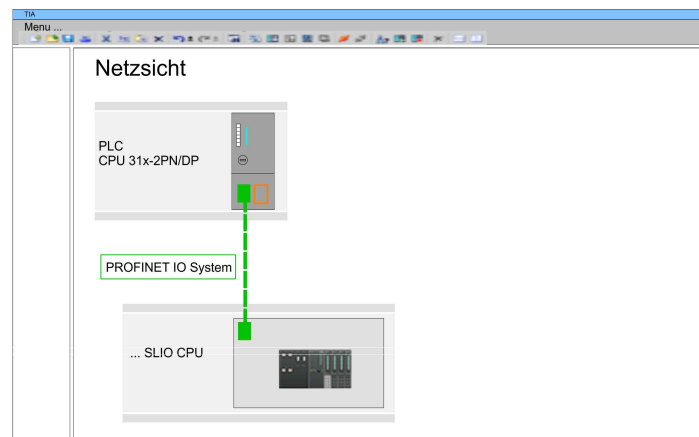 TIA
Menu ...
Netzsicht
PLC
CPU 31x-2PN/DP
PROFINET IO System
... SLIO CPU